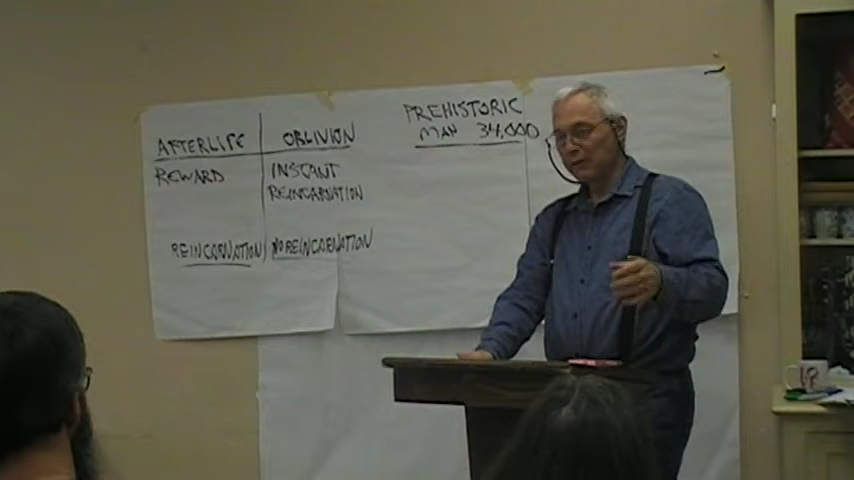 AFTERLIFE OBLIVION
REWARD INSTANT
REINCARNATION
REINCARNATION NO REINCARNATION
PREHISTORIC
MAN 34,000